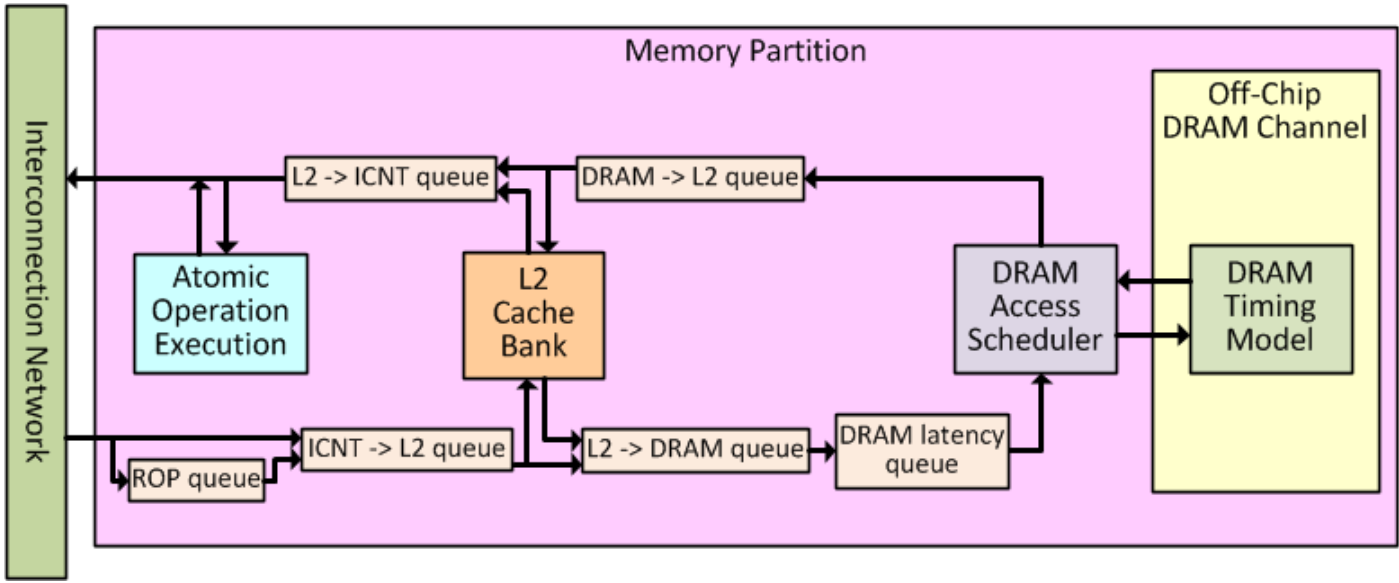 Interconnection Network
Memory Partition
Off-Chip
DRAM Channel
L2 -> ICNT queue
DRAM -> L2 queue
Atomic
Operation
Execution
L2
Cache
Bank
DRAM
Access
Scheduler
DRAM
Timing
Model
ROP queue
ICNT -> L2 queue
L2 -> DRAM queue
DRAM latency
queue